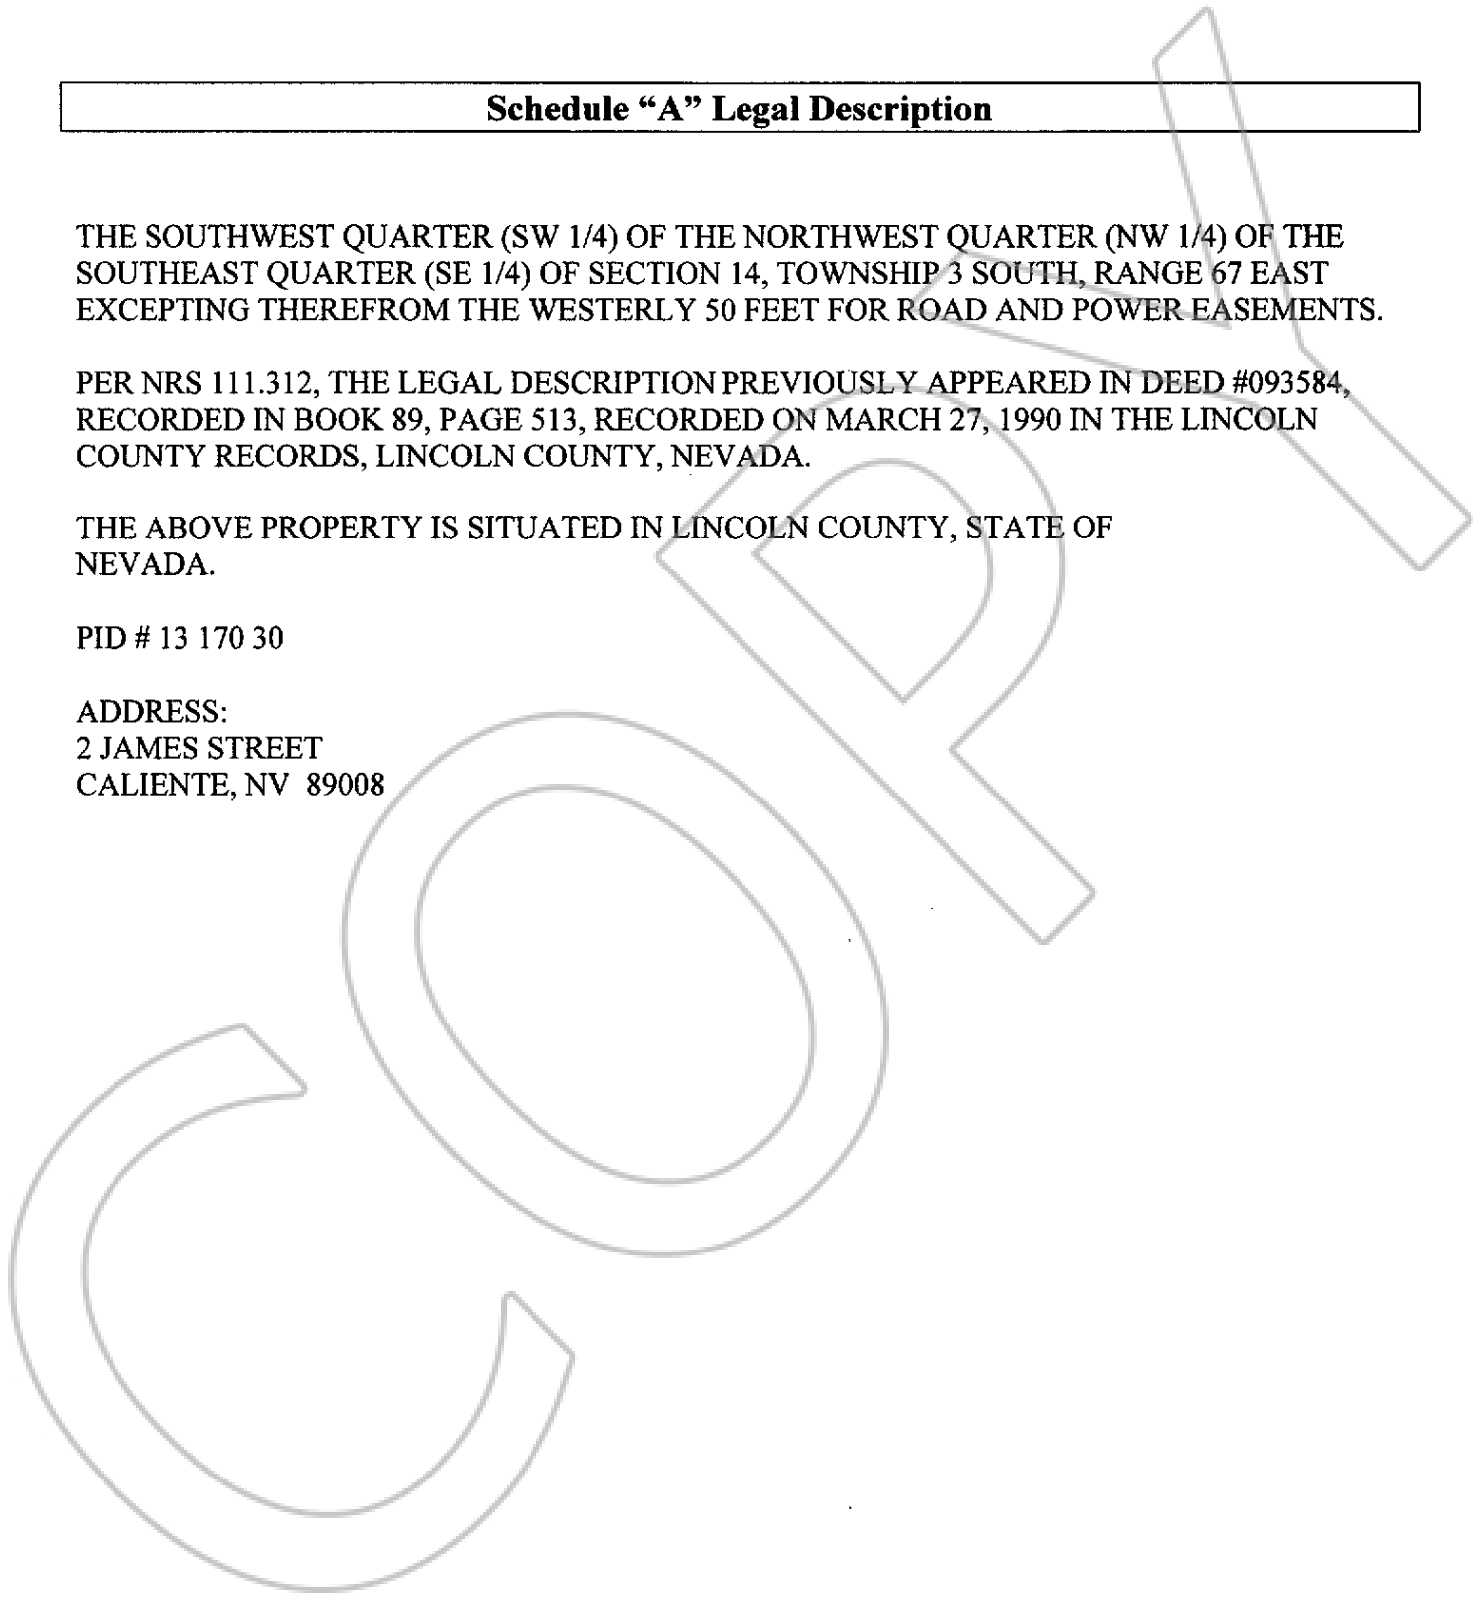 Schedule “A” Legal Description
THE SOUTHWEST QUARTER (SW 1/4) OF THE NORTHWEST QUARTER (NW 1/4) OF THE
SOUTHEAST QUARTER (SE 1/4) OF SECTION 14, TOWNSHIP 3 SOUTH, RANGE 67 EAST
EXCEPTING THEREFROM THE WESTERLY 50 FEET FOR ROAD AND POWER EASEMENTS.
PER NRS 111.312, THE LEGAL DESCRIPTION PREVIOUSLY APPEARED IN DEED #093584,
RECORDED IN BOOK 89, PAGE 513, RECORDED ON MARCH 27, 1990 IN THE LINCOLN
COUNTY RECORDS, LINCOLN COUNTY, NEVADA.
THE ABOVE PROPERTY IS SITUATED IN LINCOLN COUNTY, STATE OF
NEVADA.
PID # 13 170 30
ADDRESS:
2 JAMES STREET
CALIENTE, NV 89008
COPY